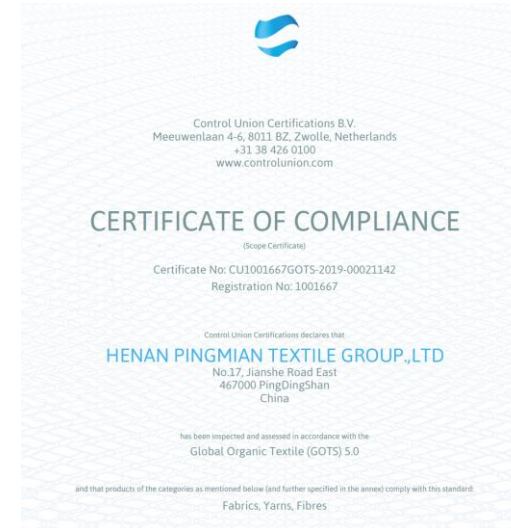 Control Union Certifications B.V.
Meeuwenlaan 4-6, 8011 BZ, Zwolle, Netherlands
+31 38 426 0100
www.controlunion.com
CERTIFICATE OF COMPLIANCE
(Scope Certificate)
Certificate No: CU1001667GOTS-2019-00021142
Registration No: 1001667
Control Union Certifications declares that
HENAN PINGMIAN TEXTILE GROUP.,LTD
No.17, Jianshe Road East
467000 PingDingShan
China
has been inspected and assessed in accordance with the
Global Organic Textile (GOTS) 5.0
and that products of the categories as mentioned below (and further specified in the annex) comply with this standard:
Fabrics, Yarns, Fibres